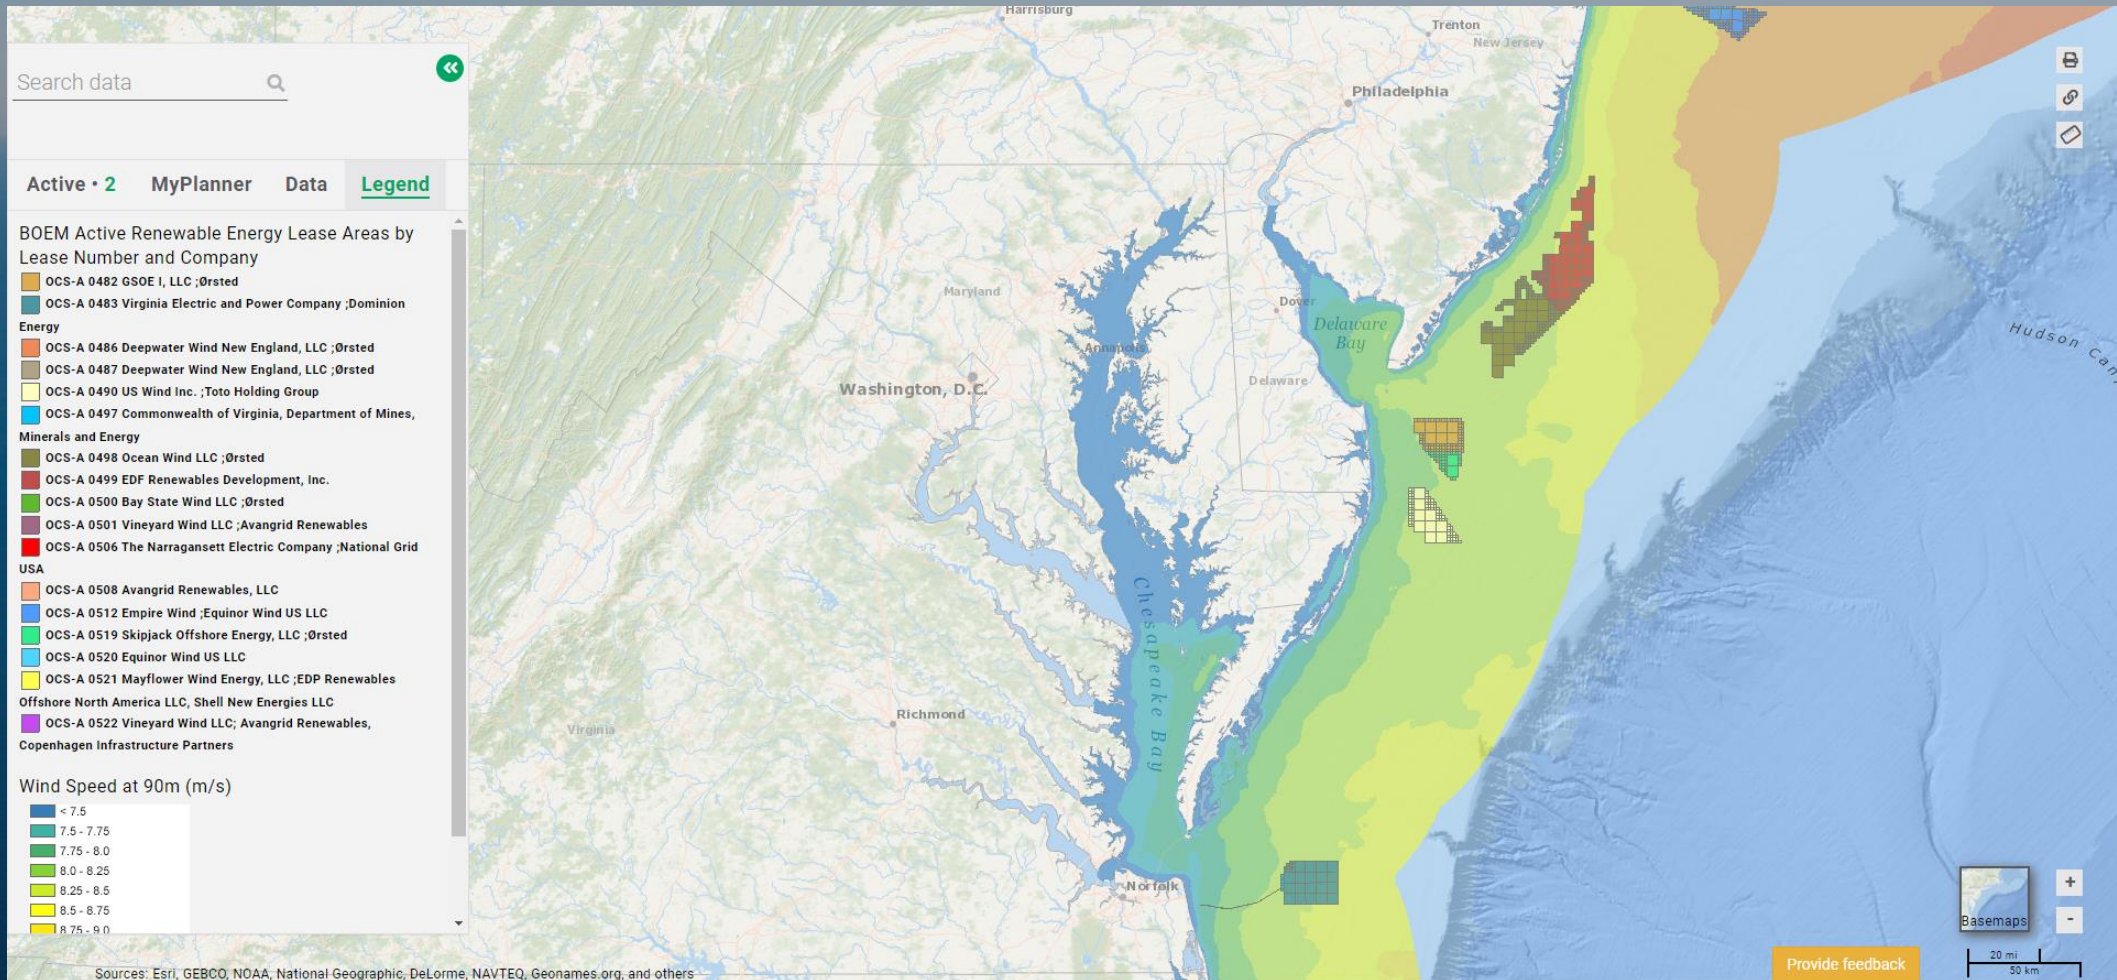 Search data
Active • 2
MyPlanner
Data
Legend
BOEM Active Renewable Energy Lease Areas by
Lease Number and Company
OCS-A 0482 GSOE I, LLC ;Ørsted
OCS-A 0483 Virginia Electric and Power Company ;Dominion
Energy
OCS-A 0486 Deepwater Wind New England, LLC ;Ørsted
OCS-A 0487 Deepwater Wind New England, LLC ;Ørsted
OCS-A 0490 US Wind Inc. ;Toto Holding Group
OCS-A 0497 Commonwealth of Virginia, Department of Mines,
Minerals and Energy
OCS-A 0498 Ocean Wind LLC ;Ørsted
OCS-A 0499 EDF Renewables Development, Inc.
OCS-A 0500 Bay State Wind LLC ;Ørsted
OCS-A 0501 Vineyard Wind LLC ;Avangrid Renewables
OCS-A 0506 The Narragansett Electric Company ;National Grid
USA
OCS-A 0508 Avangrid Renewables, LLC
OCS-A 0512 Empire Wind ;Equinor Wind US LLC
OCS-A 0519 Skipjack Offshore Energy, LLC ;Ørsted
OCS-A 0520 Equinor Wind US LLC
OCS-A 0521 Mayflower Wind Energy, LLC ;EDP Renewables
Offshore North America LLC, Shell New Energies LLC
OCS-A 0522 Vineyard Wind LLC; Avangrid Renewables,
Copenhagen Infrastructure Partners
Wind Speed at 90m (m/s)
< 7.5
7.5 - 7.75
7.75 - 8.0
8.0 - 8.25
8.25 - 8.5
8.5 - 8.75
8.75 - 9.0
Harrisburg
Trenton
New Jersey
Philadelphia
Maryland
Dover
Delaware
Bay
Annapolis
Washington, D.C.
Delaware
Hudson
Chesapeake Bay
Richmond
Virginia
Norfolk
Basemaps
+
-
20 mi
50 km
Provide feedback
Sources: Esri, GEBCO, NOAA, National Geographic, DeLorme, NAVTEQ, Geonames.org, and others